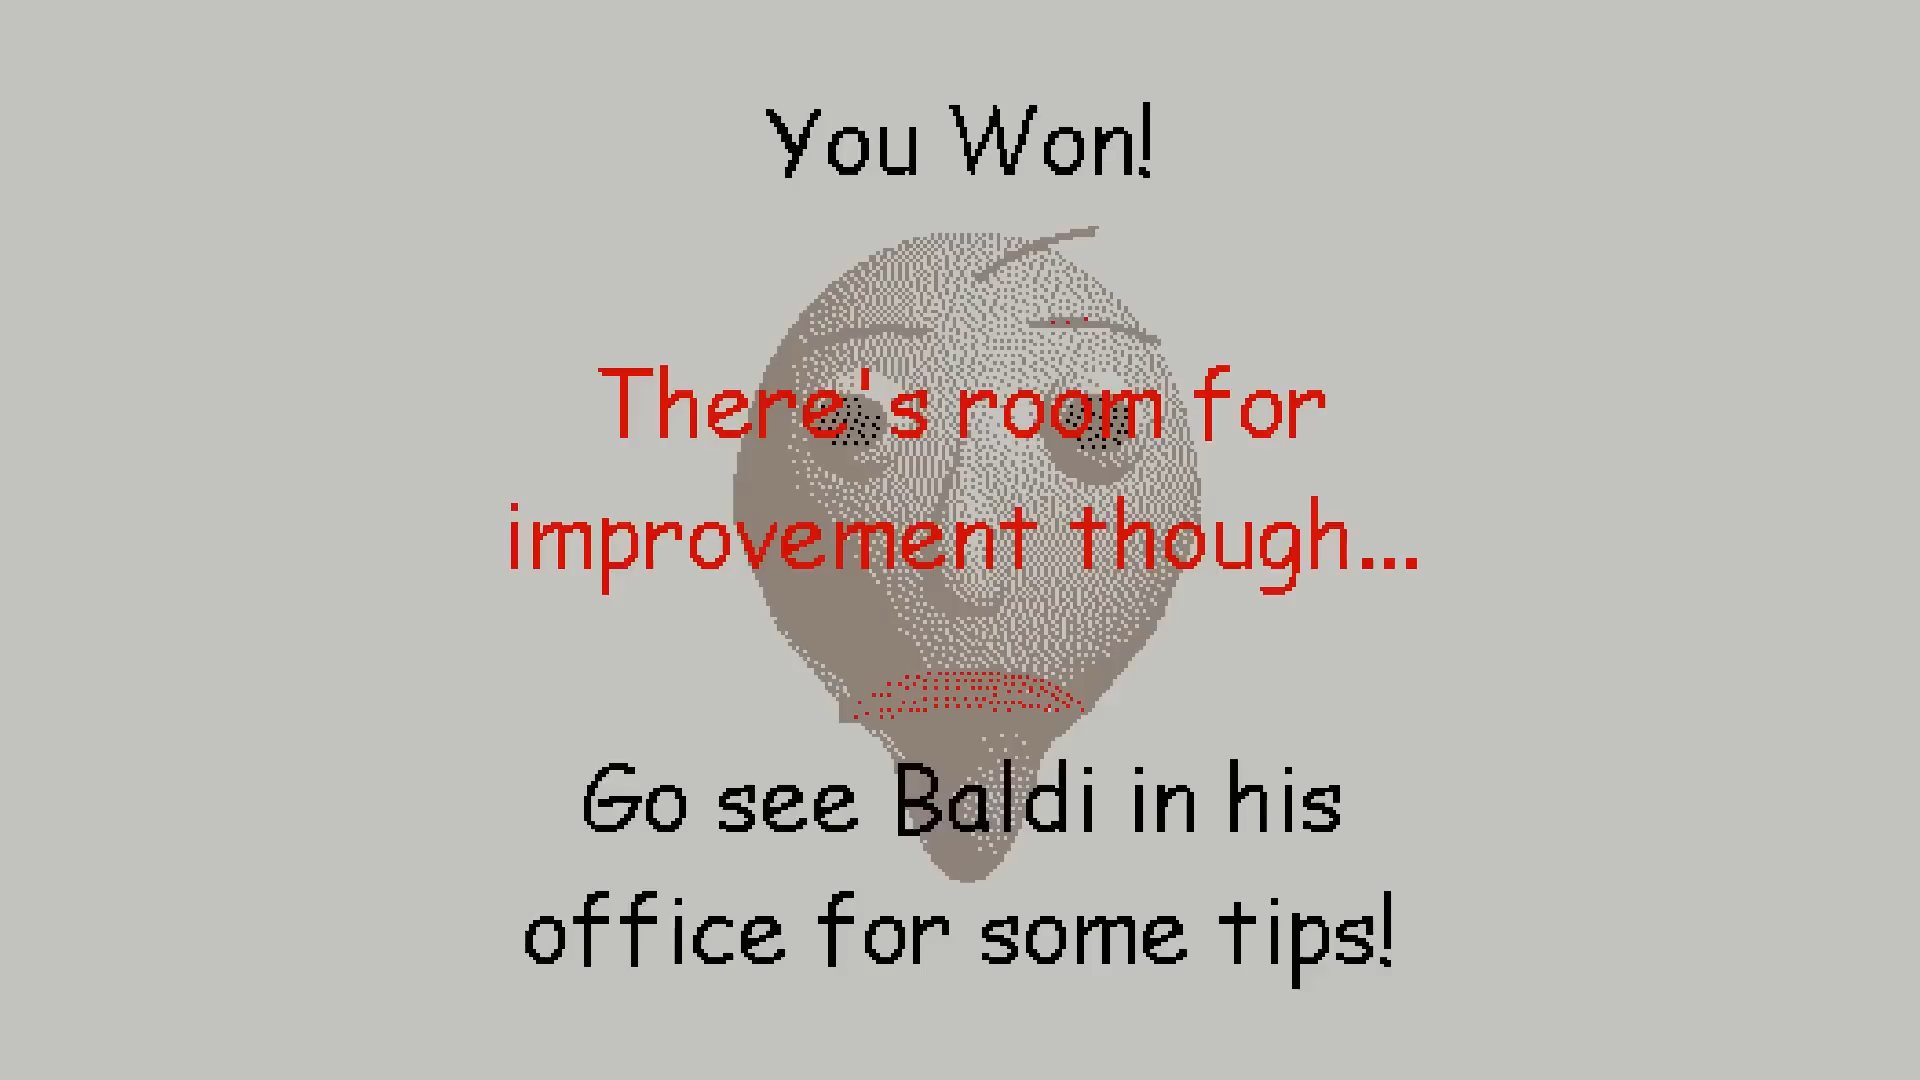 You Won!
There's room for
improvement though...
Go see Baldi in his
office for some tips!